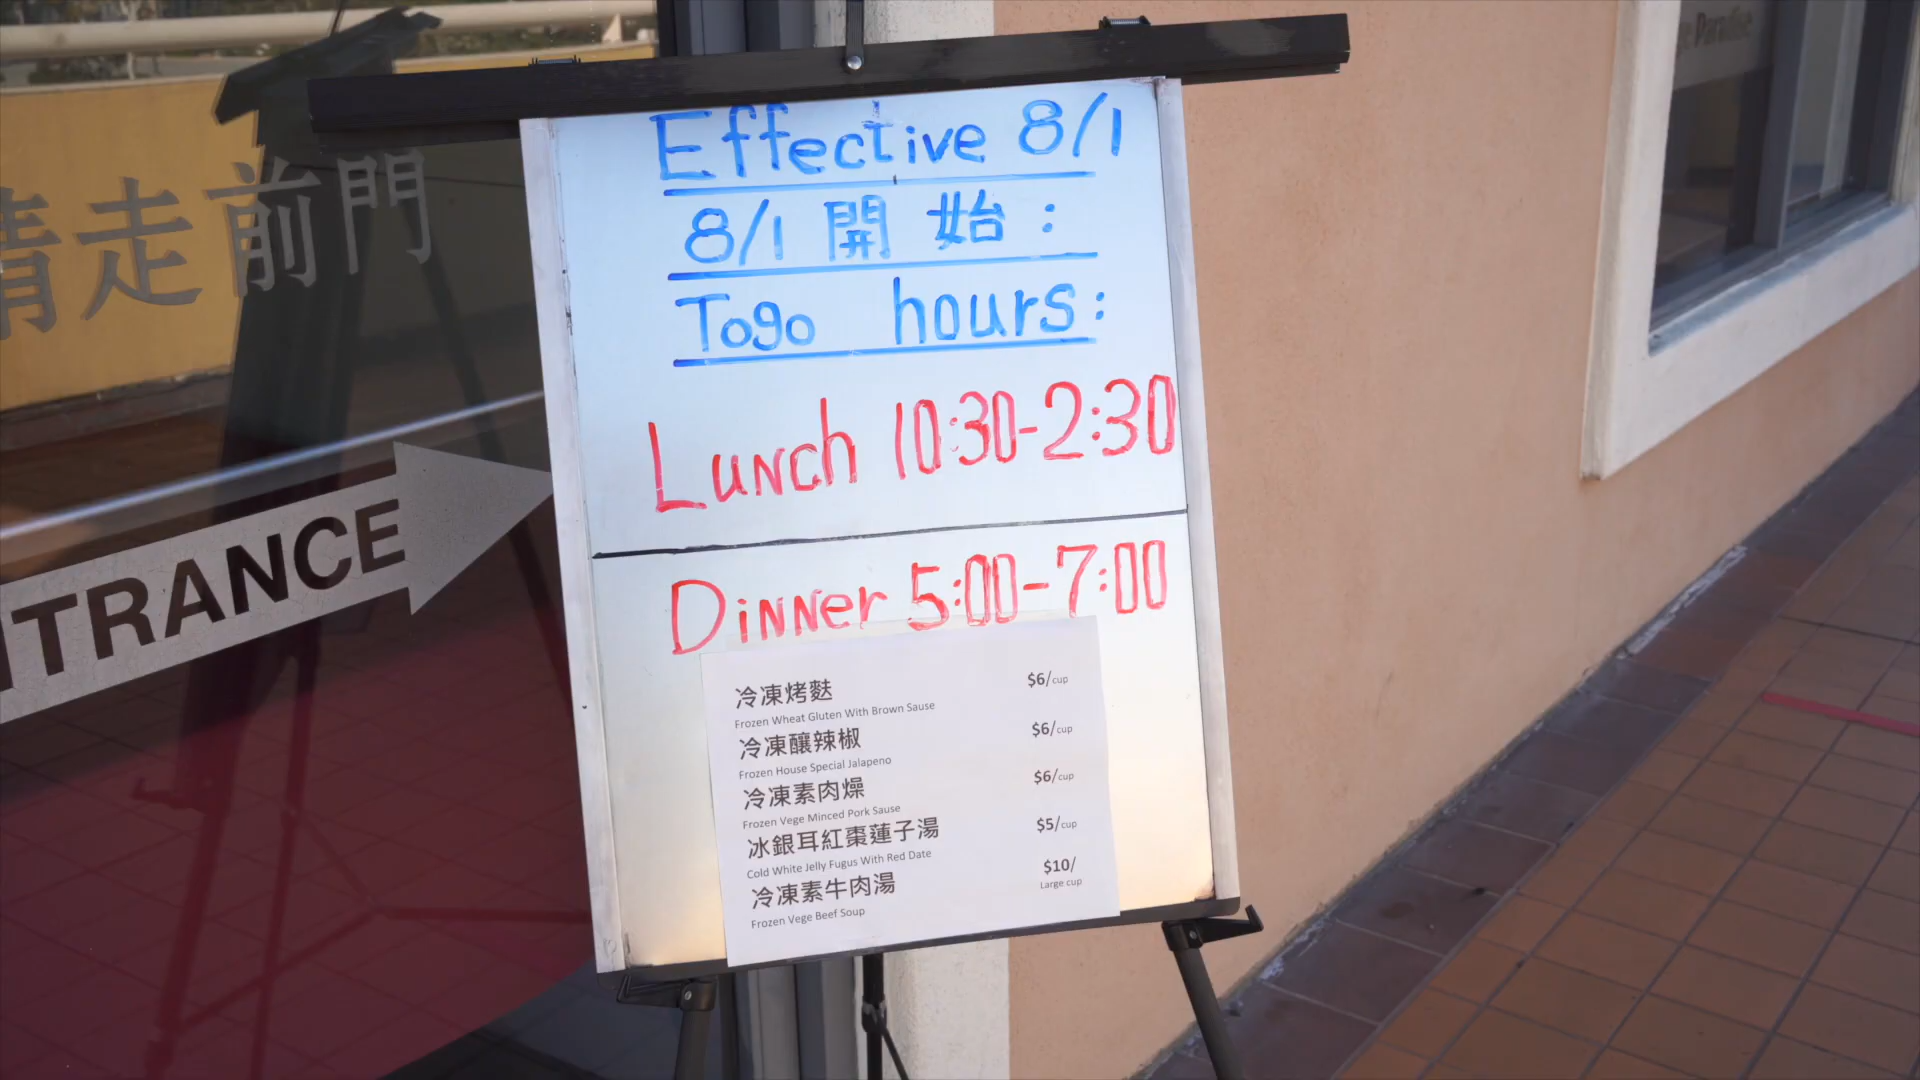 Effective 8/1
8/1 開始:
Togo hours:
Lunch 10:30-2:30
Dinner 5:00-7:00
冷凍烤麩 $6/cup
Frozen Wheat Gluten With Brown Sause
冷凍釀辣椒 $6/cup
Frozen House Special Jalapeno
冷凍素肉燥 $6/cup
Frozen Vege Minced Pork Sause
冰銀耳紅棗蓮子湯 $5/cup
Cold White Jelly Fugus With Red Date
冷凍素牛肉湯 $10/
Large cup
Frozen Vege Beef Soup
請走前門
NTRANCE
Paradise